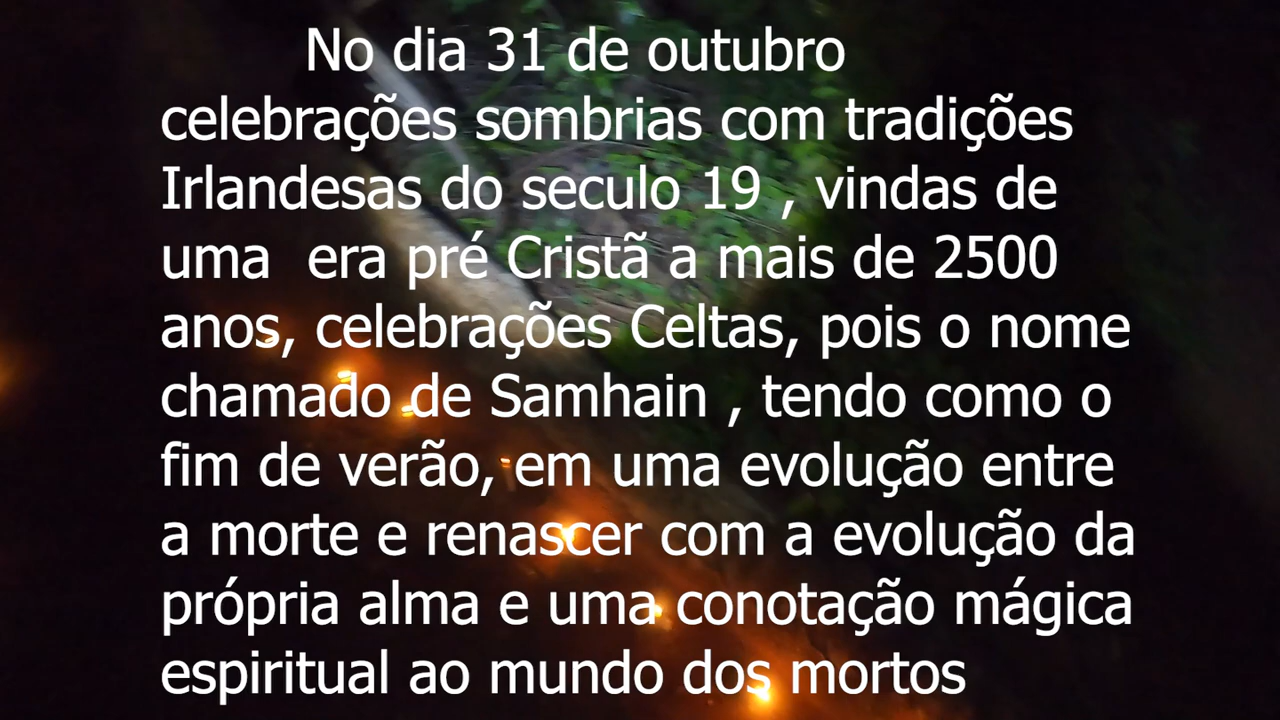 No dia 31 de outubro
celebrações sombrias com tradições
Irlandesas do seculo 19 , vindas de
uma  era pré Cristã a mais de 2500
anos, celebrações Celtas, pois o nome
chamado de Samhain , tendo como o
fim de verão, em uma evolução entre
a morte e renascer com a evolução da
própria alma e uma conotação mágica
espiritual ao mundo dos mortos